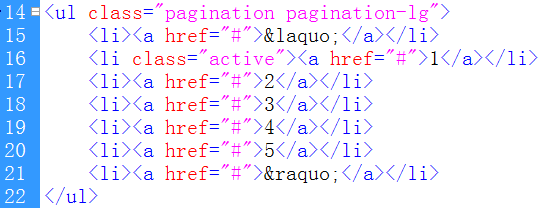 14 <ul class="pagination pagination-lg">
15     <li><a href="#">&laquo;</a></li>
16     <li class="active"><a href="#">1</a></li>
17     <li><a href="#">2</a></li>
18     <li><a href="#">3</a></li>
19     <li><a href="#">4</a></li>
20     <li><a href="#">5</a></li>
21     <li><a href="#">&raquo;</a></li>
22 </ul>